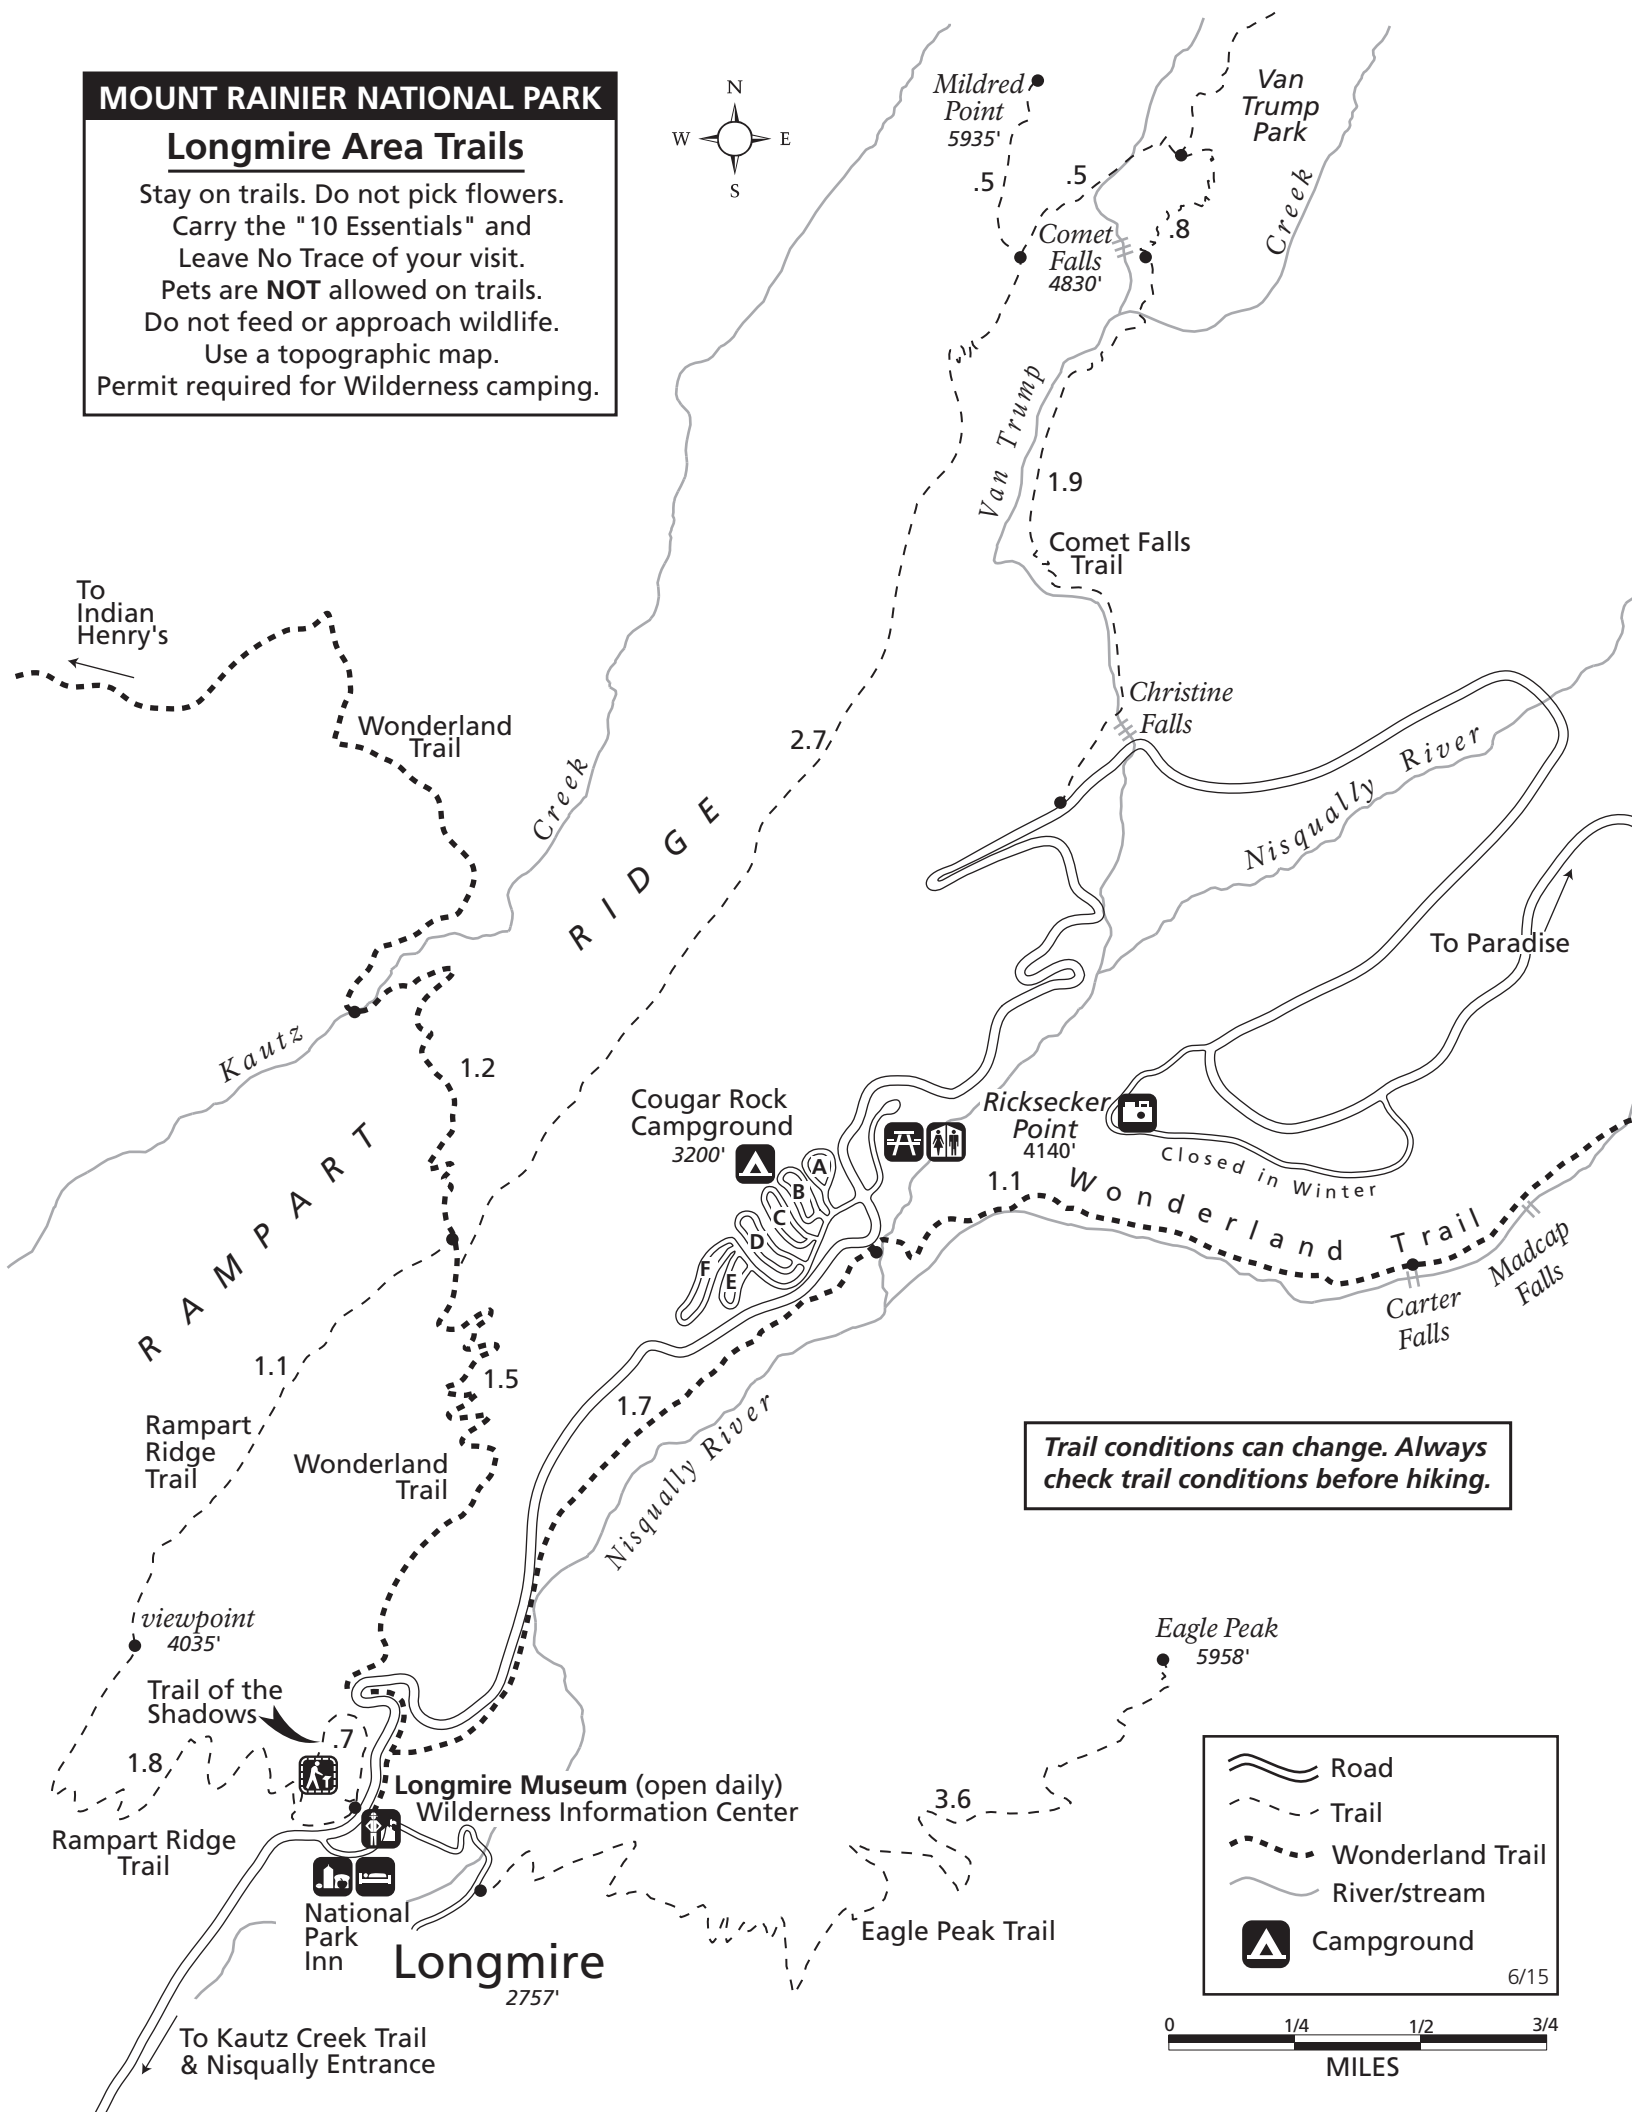 MOUNT RAINIER NATIONAL PARK
Longmire Area Trails
Stay on trails. Do not pick flowers.
Carry the "10 Essentials" and
Leave No Trace of your visit.
Pets are NOT allowed on trails.
Do not feed or approach wildlife.
Use a topographic map.
Permit required for Wilderness camping.
N
W
E
S
Mildred
Point
5935'
Van
Trump
Park
.5
.5
.8
Comet
Falls
4830'
Creek
Van Trump
1.9
Comet Falls
Trail
To
Indian
Henry's
Wonderland
Trail
Christine
Falls
2.7
Creek
Nisqually River
RIDGE
To Paradise
Kautz
1.2
Cougar Rock
Campground
3200'
A
B
C
D
E
F
Ricksecker
Point
4140'
Closed in Winter
1.1
Wonderland Trail
RAMPART
Madcap
Falls
Carter
Falls
1.1
1.5
1.7
Rampart
Ridge
Trail
Wonderland
Trail
Nisqually River
Trail conditions can change. Always
check trail conditions before hiking.
viewpoint
4035'
Eagle Peak
5958'
Trail of the
Shadows
.7
1.8
Longmire Museum (open daily)
Wilderness Information Center
3.6
Rampart Ridge
Trail
National
Park
Inn
Eagle Peak Trail
Longmire
2757'
To Kautz Creek Trail
& Nisqually Entrance
Road
Trail
Wonderland Trail
River/stream
Campground
6/15
0 1/4 1/2 3/4
MILES